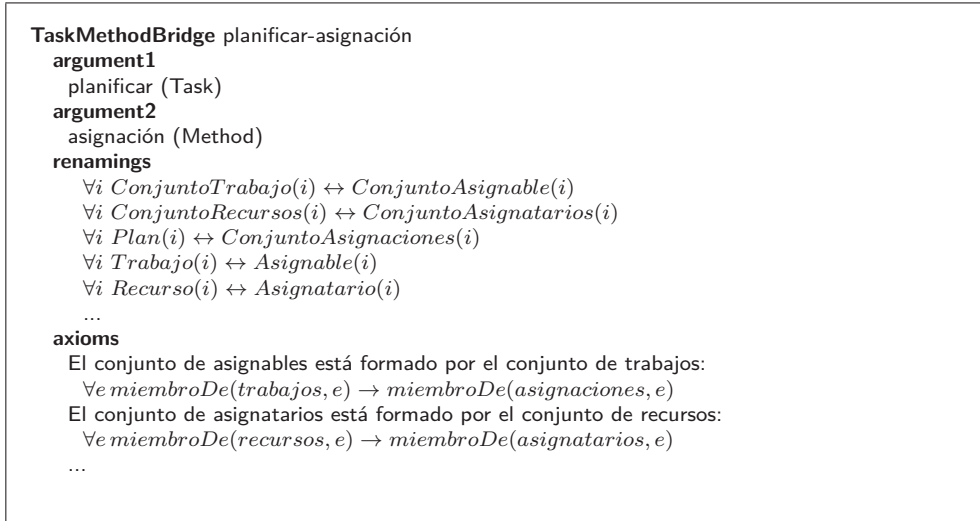 TaskMethodBridge planificar-asignación
argument1
planificar (Task)
argument2
asignación (Method)
renamings
∀i ConjuntoTrabajo(i) ↔ ConjuntoAsignable(i)
∀i ConjuntoRecursos(i) ↔ ConjuntoAsignatarios(i)
∀i Plan(i) ↔ ConjuntoAsignaciones(i)
∀i Trabajo(i) ↔ Asignable(i)
∀i Recurso(i) ↔ Asignatario(i)
...
axioms
El conjunto de asignables está formado por el conjunto de trabajos:
∀e miembroDe(trabajos, e) → miembroDe(asignaciones, e)
El conjunto de asignatarios está formado por el conjunto de recursos:
∀e miembroDe(recursos, e) → miembroDe(asignatarios, e)
...